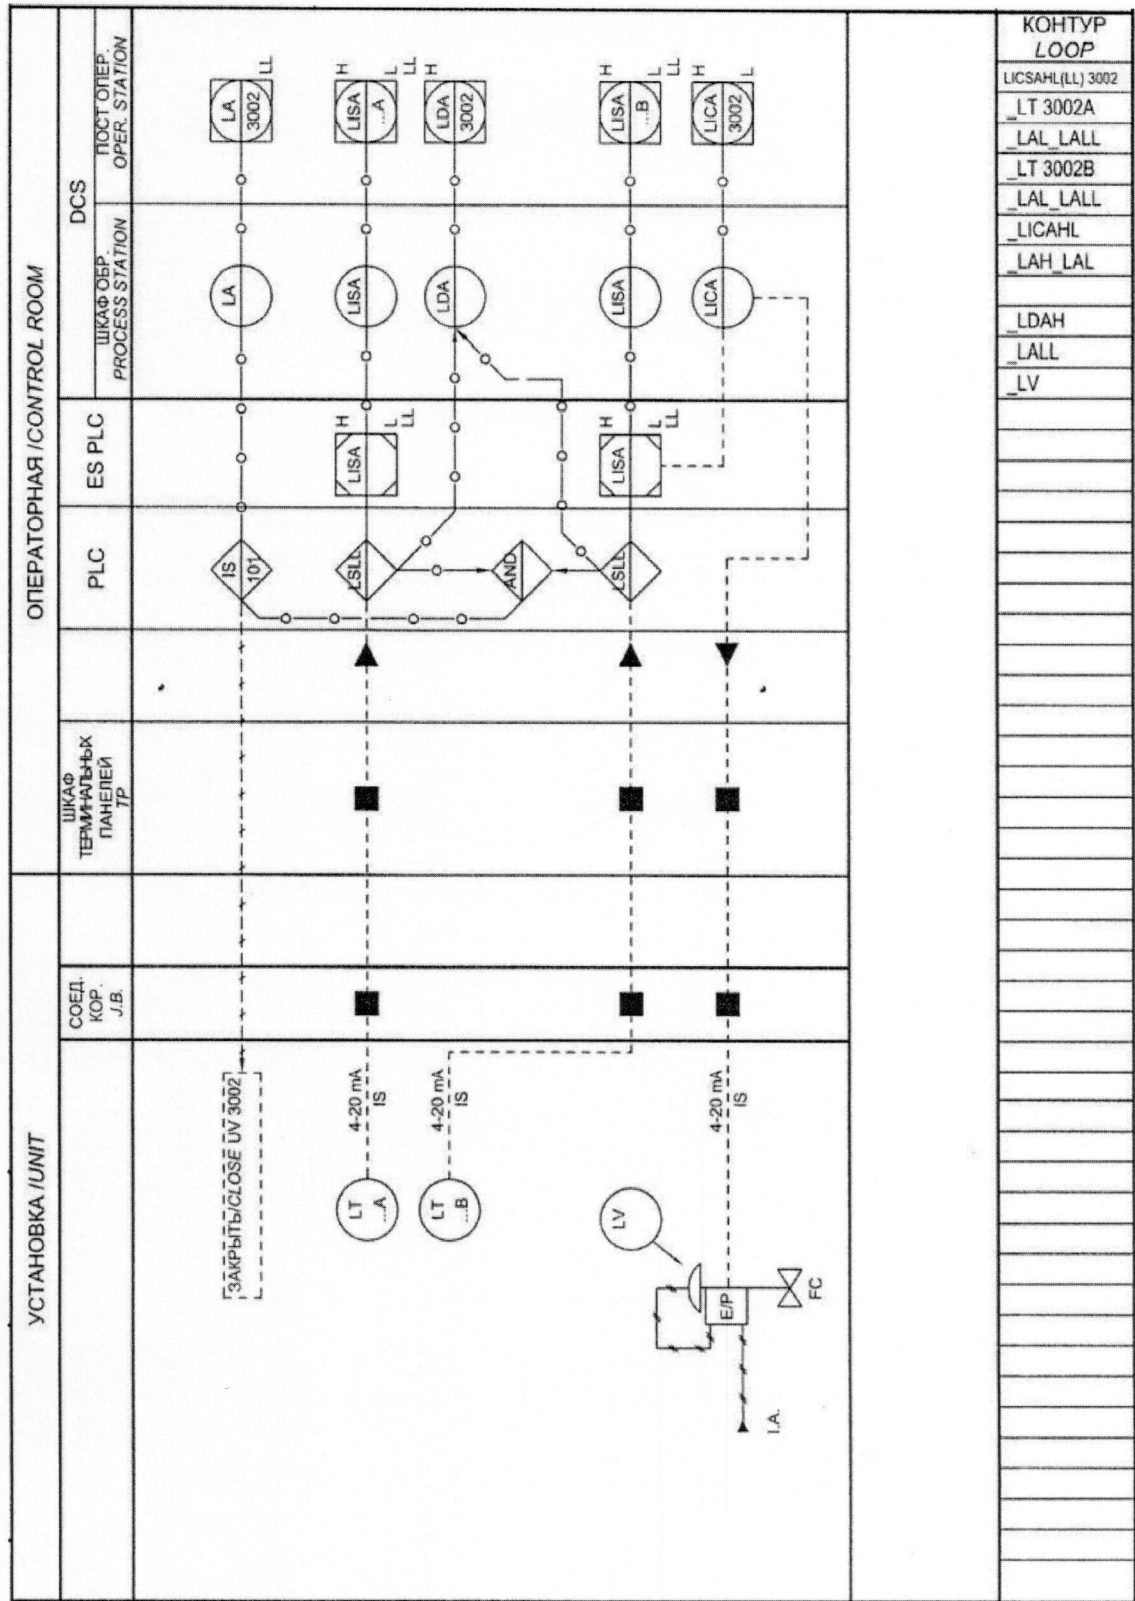 ОПЕРАТОРНАЯ /CONTROL ROOM
УСТАНОВКА /UNIT
DCS
ПОСТ ОПЕР.
OPER. STATION
ШКАФ ОБР.
PROCESS STATION
ES PLC
PLC
ШКАФ
ТЕРМИНАЛЬНЫХ
ПАНЕЛЕЙ
TP
СОЕД.
КОР.
J.B.
LA
3002
LL
LISA
...A
H
L
LL
LDA
3002
H
LISA
...B
H
L
LL
LICA
3002
H
L
LA
LISA
LDA
LISA
LICA
LISA
H
L
LL
LISA
H
L
LL
IS
101
LSLL
AND
LSLL
ЗАКРЫТЬ/CLOSE UV 3002
4-20 mA
IS
4-20 mA
IS
4-20 mA
IS
LT
...A
LT
...B
LV
E/P
FC
I.A.
КОНТУР
LOOP
LICSAHL(LL) 3002
_LT 3002A
_LAL_LALL
_LT 3002B
_LAL_LALL
_LICAHL
_LAH_LAL
_LDAH
_LALL
_LV